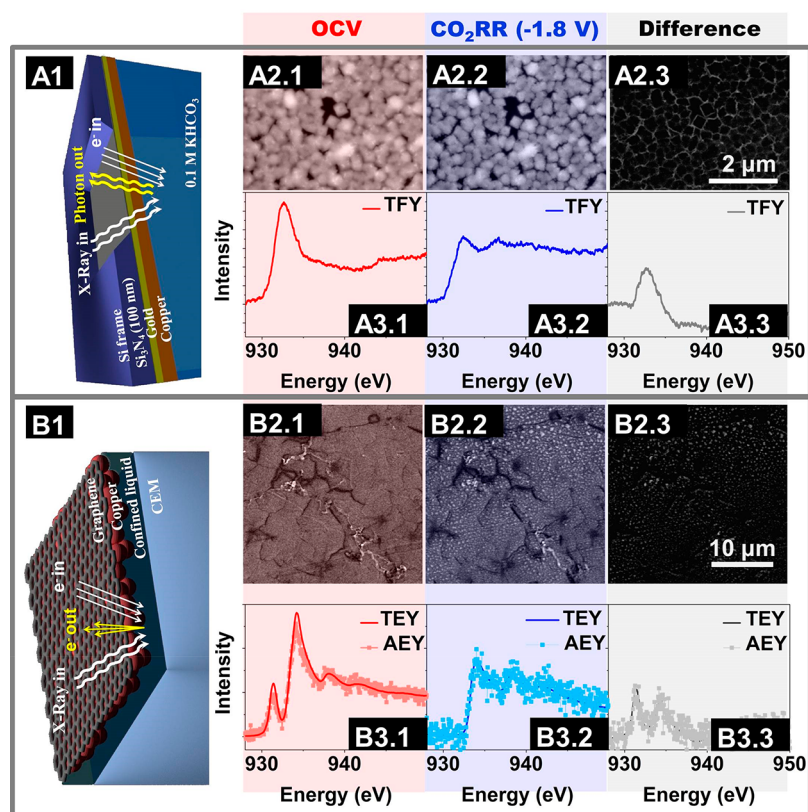 OCV
CO₂RR (-1.8 V)
Difference
A1
e⁻ in
Photon out
X-Ray in
0.1 M KHCO₃
Si frame
Si₃N₄ (100 nm)
Gold
Copper
A2.1
A2.2
A2.3
2 µm
Intensity
TFY
TFY
TFY
A3.1
A3.2
A3.3
930 940 930 940 930 940 950
Energy (eV)
Energy (eV)
Energy (eV)
B1
Graphene
Copper
Confined liquid
CEM
e⁻ in
e⁻ out
X-Ray in
B2.1
B2.2
B2.3
10 µm
Intensity
TEY
AEY
TEY
AEY
TEY
AEY
B3.1
B3.2
B3.3
930 940 930 940 930 940 950
Energy (eV)
Energy (eV)
Energy (eV)